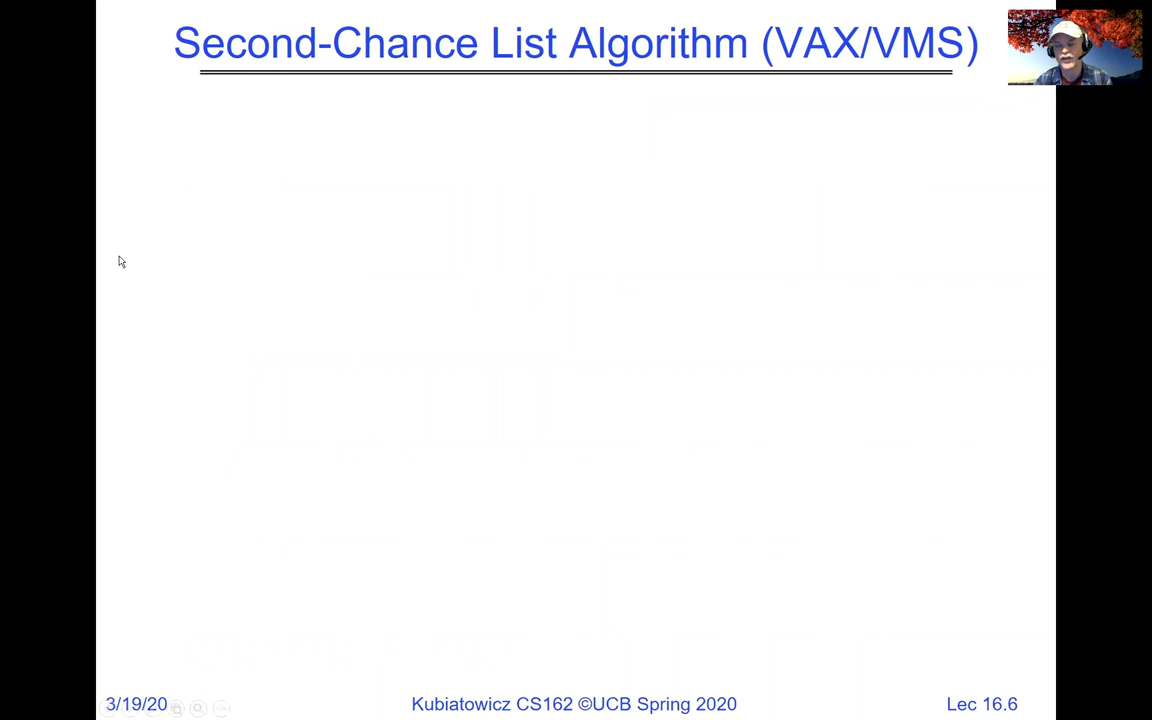 Second-Chance List Algorithm (VAX/VMS)
3/19/20
Kubiatowicz CS162 ©UCB Spring 2020
Lec 16.6